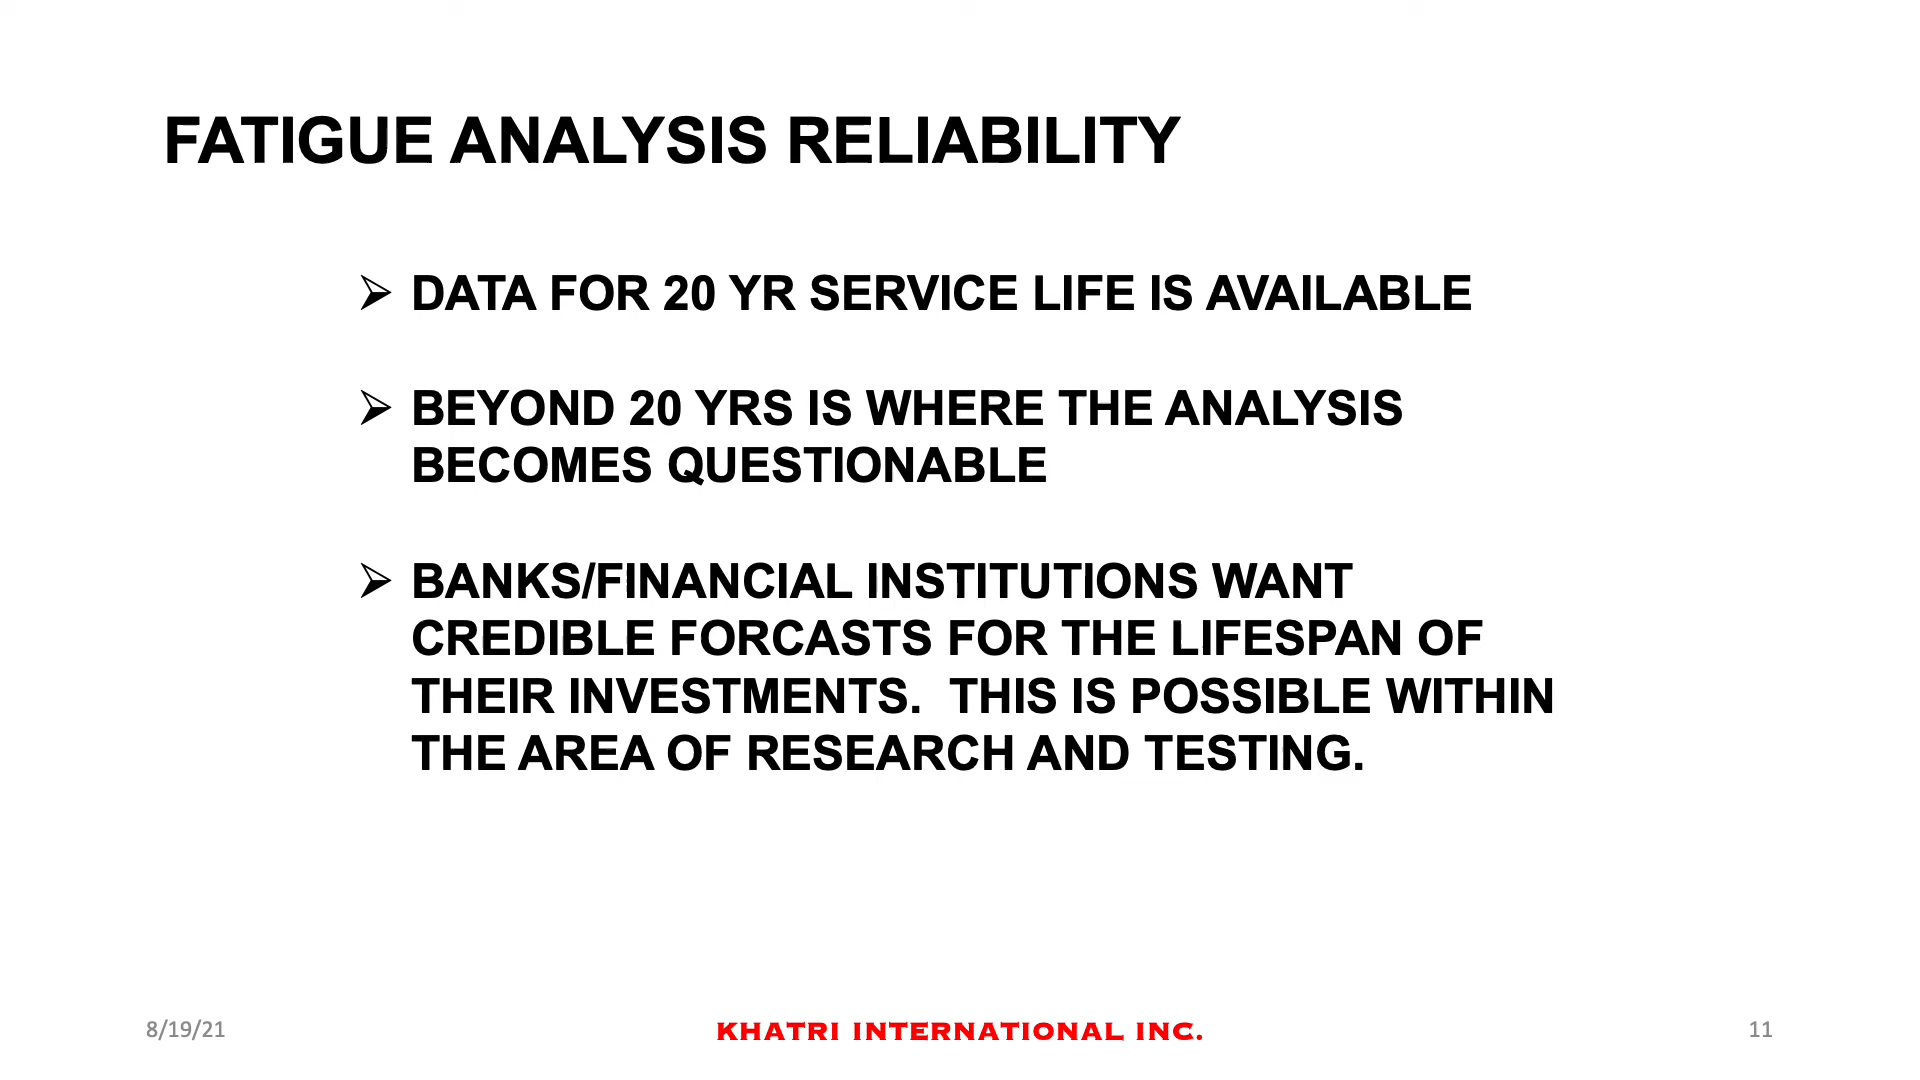 FATIGUE ANALYSIS RELIABILITY
➢ DATA FOR 20 YR SERVICE LIFE IS AVAILABLE
➢ BEYOND 20 YRS IS WHERE THE ANALYSIS
BECOMES QUESTIONABLE
➢ BANKS/FINANCIAL INSTITUTIONS WANT
CREDIBLE FORCASTS FOR THE LIFESPAN OF
THEIR INVESTMENTS.  THIS IS POSSIBLE WITHIN
THE AREA OF RESEARCH AND TESTING.
8/19/21
KHATRI INTERNATIONAL INC.
11